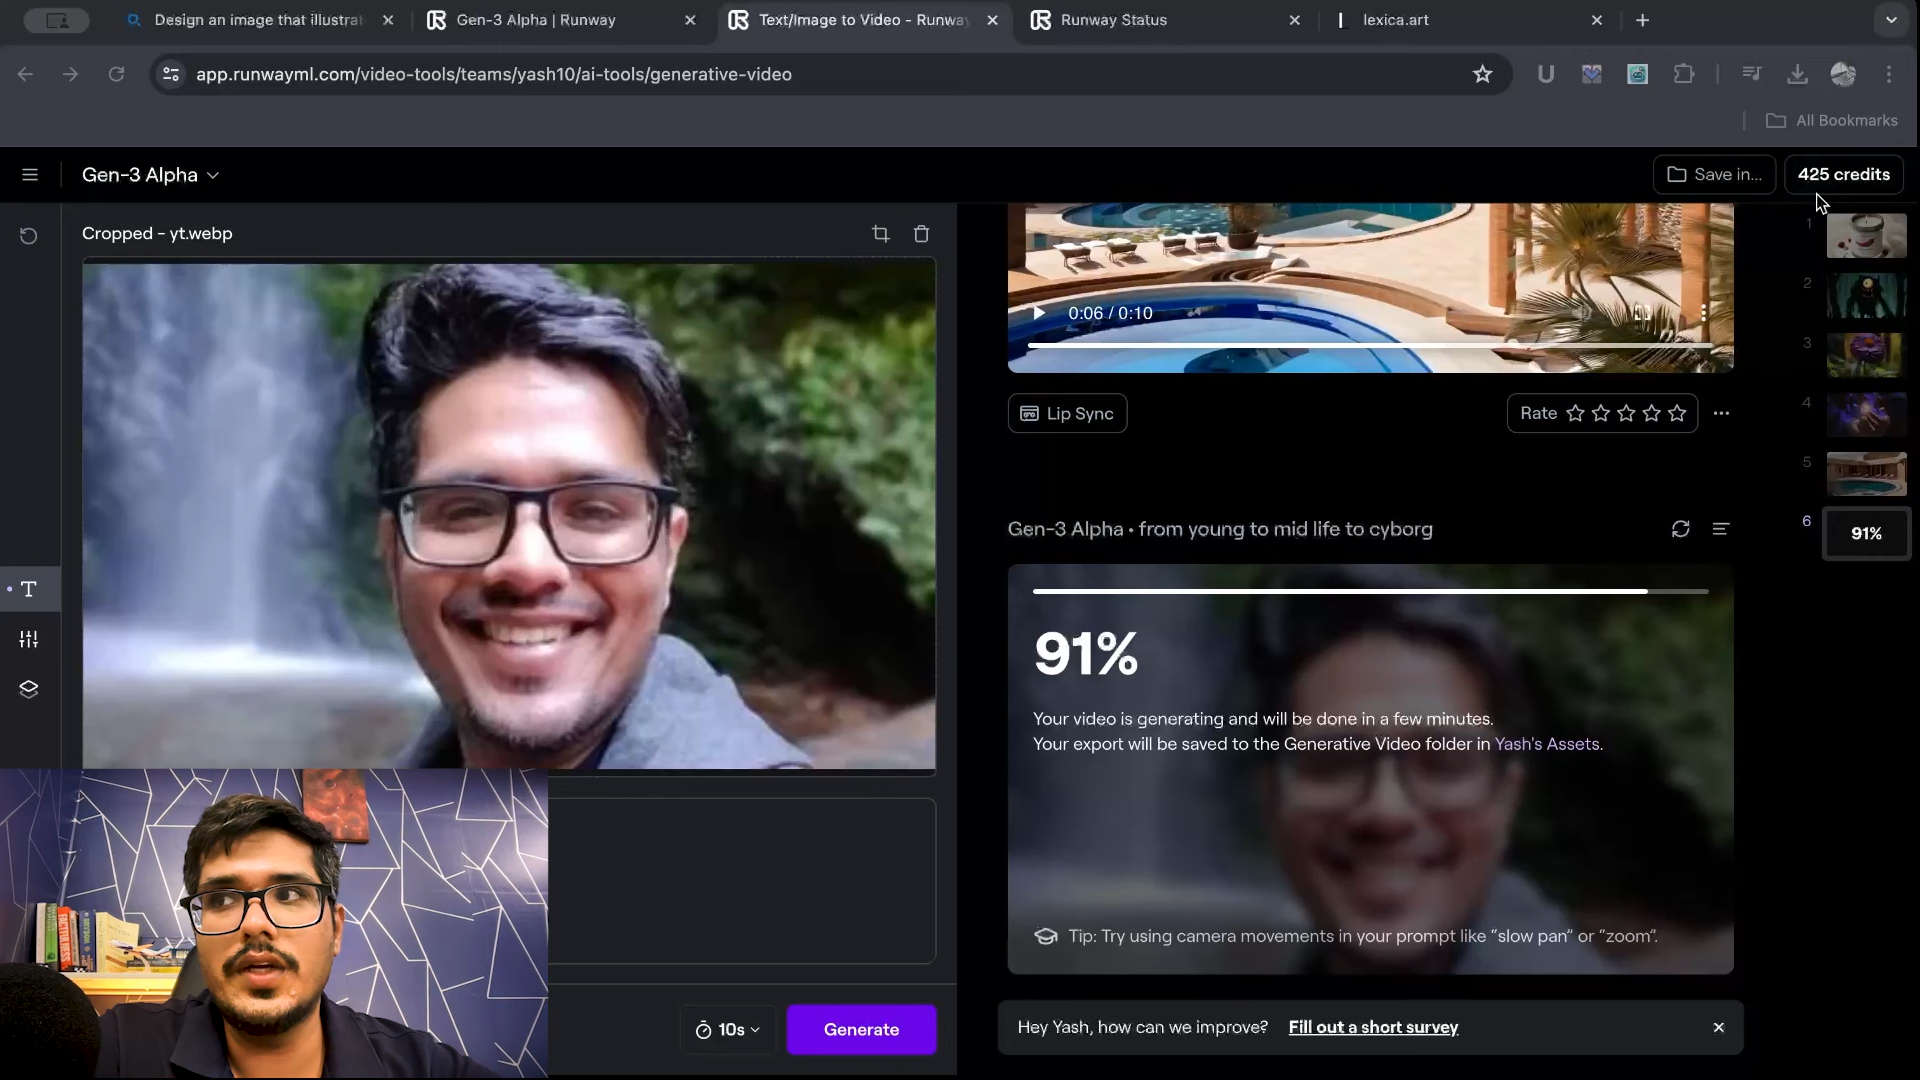 Design an image that illustrat
Gen-3 Alpha | Runway
Text/Image to Video - Runway
Runway Status
lexica.art
app.runwayml.com/video-tools/teams/yash10/ai-tools/generative-video
All Bookmarks
Gen-3 Alpha
Save in...
425 credits
Cropped - yt.webp
0:06 / 0:10
Lip Sync
Rate
1
2
3
4
5
6
91%
Gen-3 Alpha • from young to mid life to cyborg
91%
Your video is generating and will be done in a few minutes.
Your export will be saved to the Generative Video folder in Yash's Assets.
Tip: Try using camera movements in your prompt like “slow pan” or “zoom”.
10s
Generate
Hey Yash, how can we improve? Fill out a short survey
FACTFULNESS